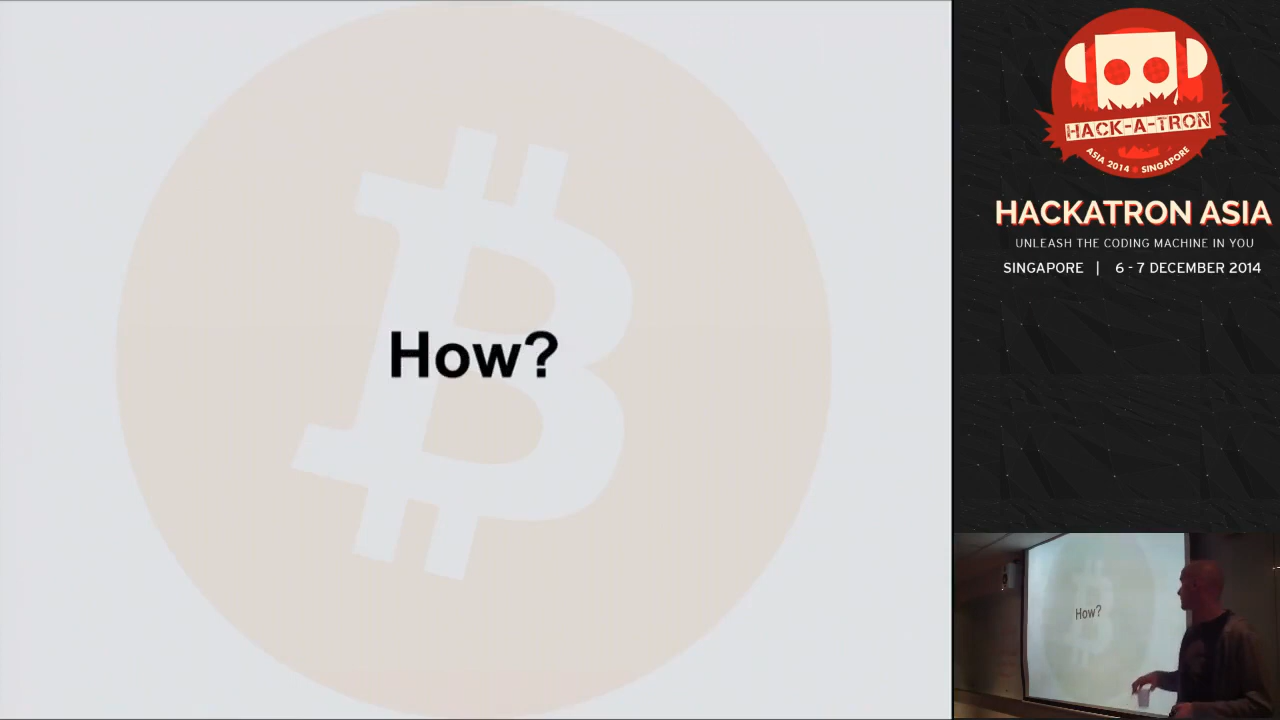 How?
HACK-A-TRON
ASIA 2014 SINGAPORE
HACKATRON ASIA
UNLEASH THE CODING MACHINE IN YOU
SINGAPORE | 6 - 7 DECEMBER 2014
How?